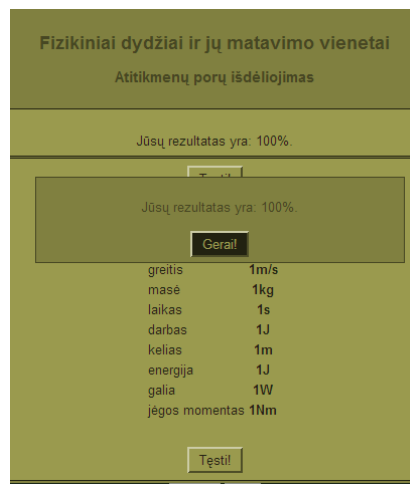 Fizikiniai dydžiai ir jų matavimo vienetai
Atitikmenų porų išdėliojimas
Jūsų rezultatas yra: 100%.
Tęsti!
Jūsų rezultatas yra: 100%.
Gerai!
greitis 1m/s
masė 1kg
laikas 1s
darbas 1J
kelias 1m
energija 1J
galia 1W
jėgos momentas 1Nm
Tęsti!